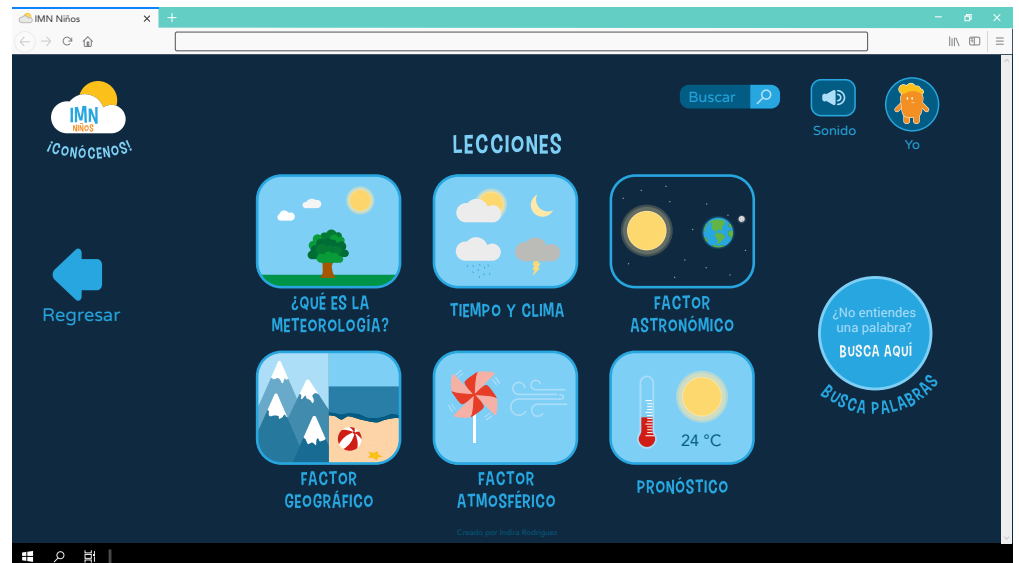 IMN Niños
IMN
NIÑOS
¡CONÓCENOS!
Buscar
Sonido
Yo
LECCIONES
Regresar
¿QUÉ ES LA
METEOROLOGÍA?
TIEMPO Y CLIMA
FACTOR
ASTRONÓMICO
¿No entiendes
una palabra?
BUSCA AQUÍ
BUSCA PALABRAS
24 °C
FACTOR
GEOGRÁFICO
FACTOR
ATMOSFÉRICO
PRONÓSTICO
Creado por Indira Rodríguez